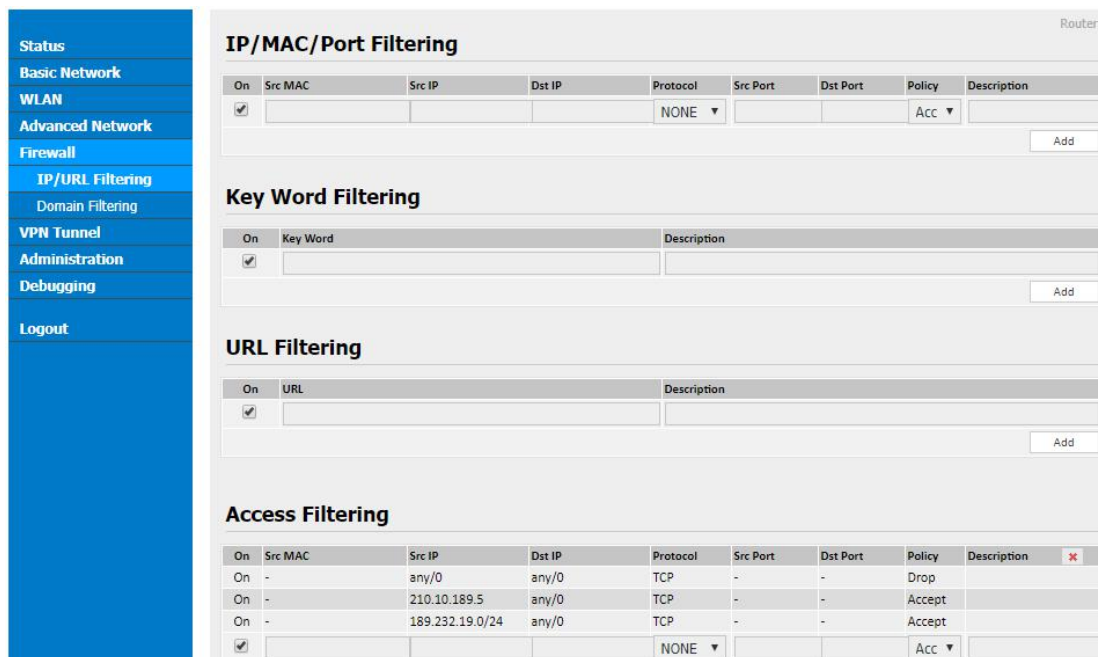 Router
Status
Basic Network
WLAN
Advanced Network
Firewall
IP/URL Filtering
Domain Filtering
VPN Tunnel
Administration
Debugging
Logout
IP/MAC/Port Filtering
On Src MAC Src IP Dst IP Protocol Src Port Dst Port Policy Description
NONE Acc
Add
Key Word Filtering
On Key Word Description
Add
URL Filtering
On URL Description
Add
Access Filtering
On Src MAC Src IP Dst IP Protocol Src Port Dst Port Policy Description
On - any/0 any/0 TCP - - Drop
On - 210.10.189.5 any/0 TCP - - Accept
On - 189.232.19.0/24 any/0 TCP - - Accept
NONE Acc